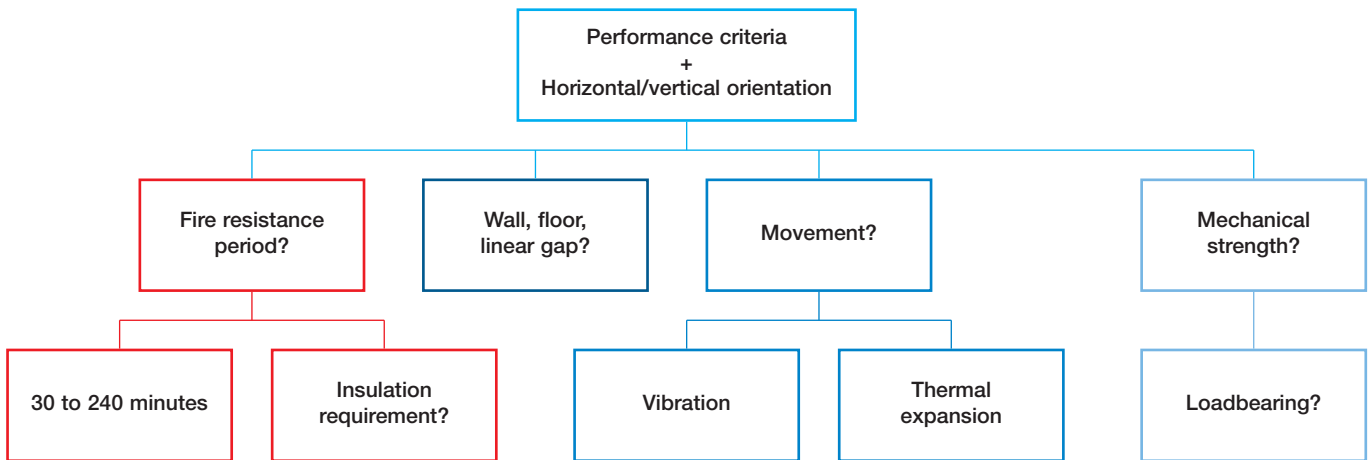 Performance criteria
+
Horizontal/vertical orientation
Fire resistance
period?
Wall, floor,
linear gap?
Movement?
Mechanical
strength?
30 to 240 minutes
Insulation
requirement?
Vibration
Thermal
expansion
Loadbearing?